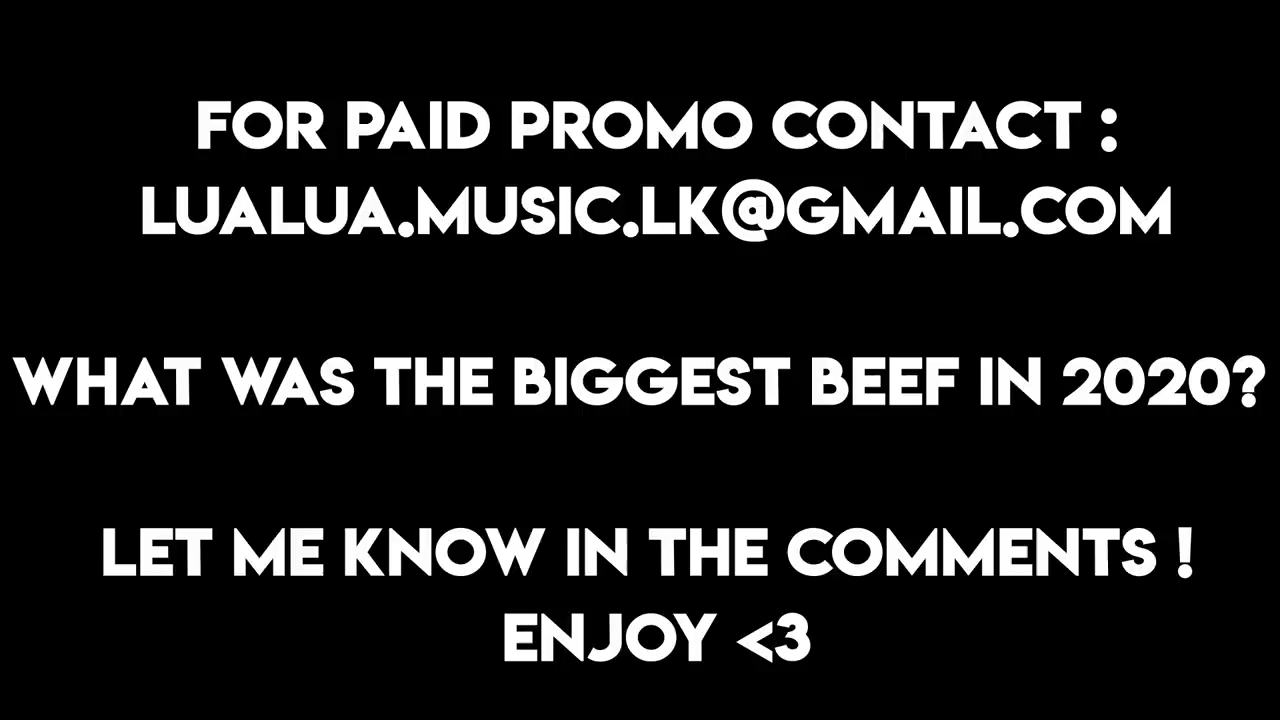 FOR PAID PROMO CONTACT :
LUALUA.MUSIC.LK@GMAIL.COM
WHAT WAS THE BIGGEST BEEF IN 2020?
LET ME KNOW IN THE COMMENTS !
ENJOY <3